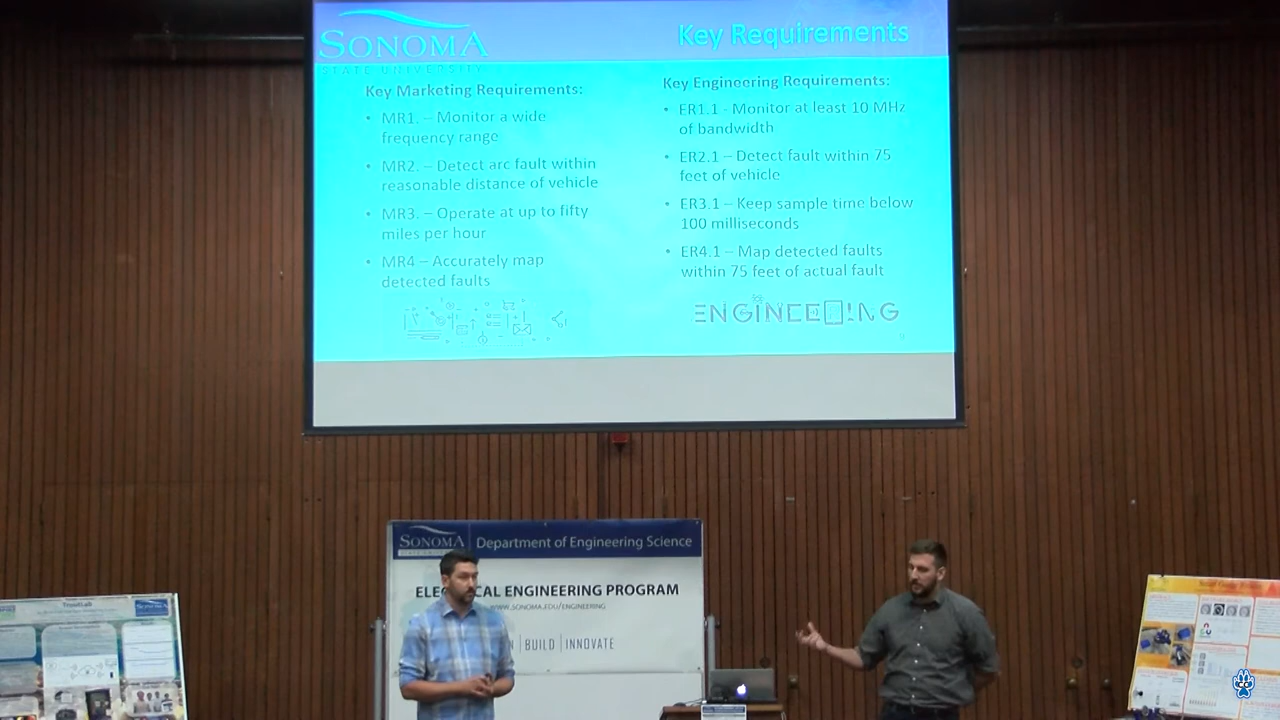 SONOMA
STATE UNIVERSITY
Key Requirements
Key Marketing Requirements:
• MR1. – Monitor a wide
frequency range
• MR2. – Detect arc fault within
reasonable distance of vehicle
• MR3. – Operate at up to fifty
miles per hour
• MR4 – Accurately map
detected faults
Key Engineering Requirements:
• ER1.1 - Monitor at least 10 MHz
of bandwidth
• ER2.1 – Detect fault within 75
feet of vehicle
• ER3.1 – Keep sample time below
100 milliseconds
• ER4.1 – Map detected faults
within 75 feet of actual fault
ENGINEERING
9
SONOMA
Department of Engineering Science
ELECTRICAL ENGINEERING PROGRAM
WWW.SONOMA.EDU/ENGINEERING
BUILD | INNOVATE
TroutLab
SONOMA